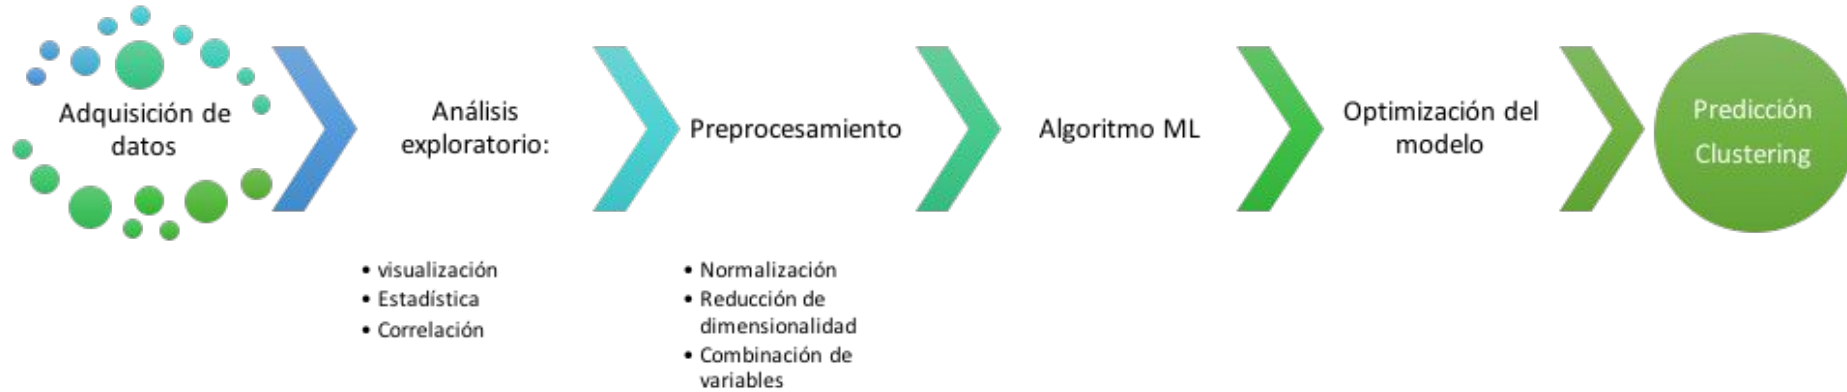 Adquisición de
datos
Análisis
exploratorio:
• visualización
• Estadística
• Correlación
Preprocesamiento
• Normalización
• Reducción de
dimensionalidad
• Combinación de
variables
Algoritmo ML
Optimización del
modelo
Predicción
Clustering